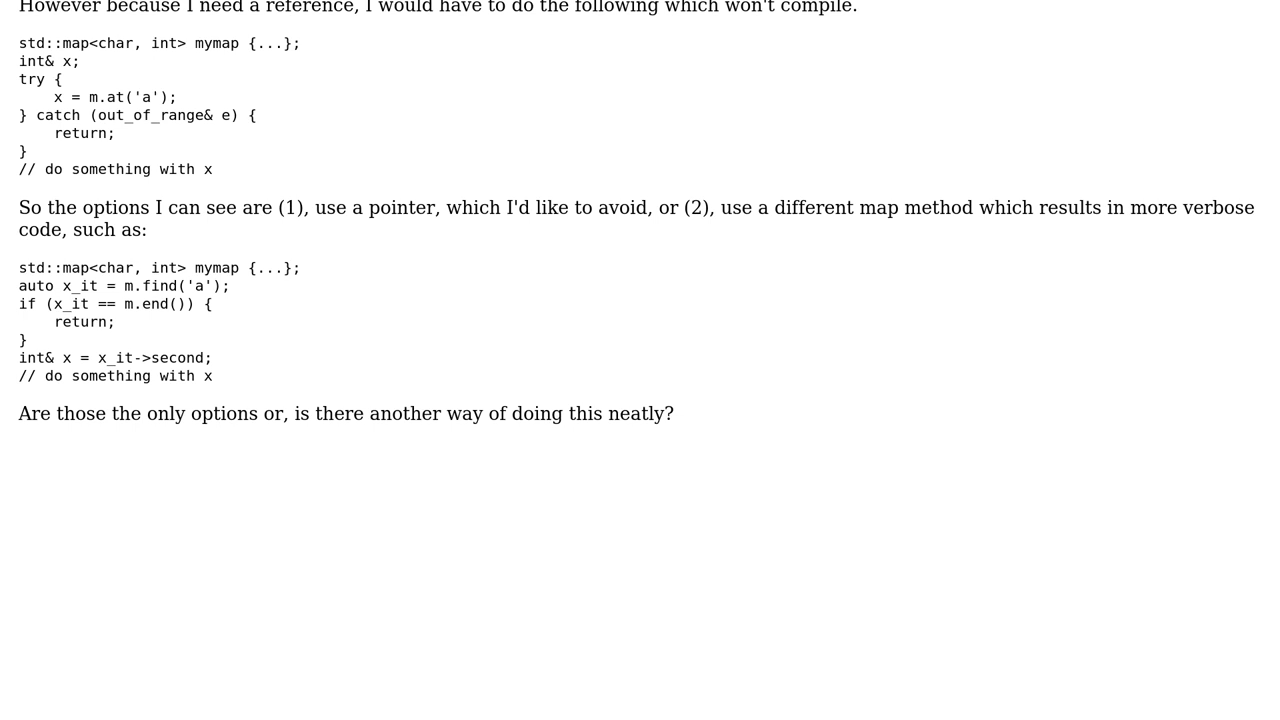 However because I need a reference, I would have to do the following which won't compile.
std::map<char, int> mymap {...};
int& x;
try {
    x = m.at('a');
} catch (out_of_range& e) {
    return;
}
// do something with x
So the options I can see are (1), use a pointer, which I'd like to avoid, or (2), use a different map method which results in more verbose
code, such as:
std::map<char, int> mymap {...};
auto x_it = m.find('a');
if (x_it == m.end()) {
    return;
}
int& x = x_it->second;
// do something with x
Are those the only options or, is there another way of doing this neatly?